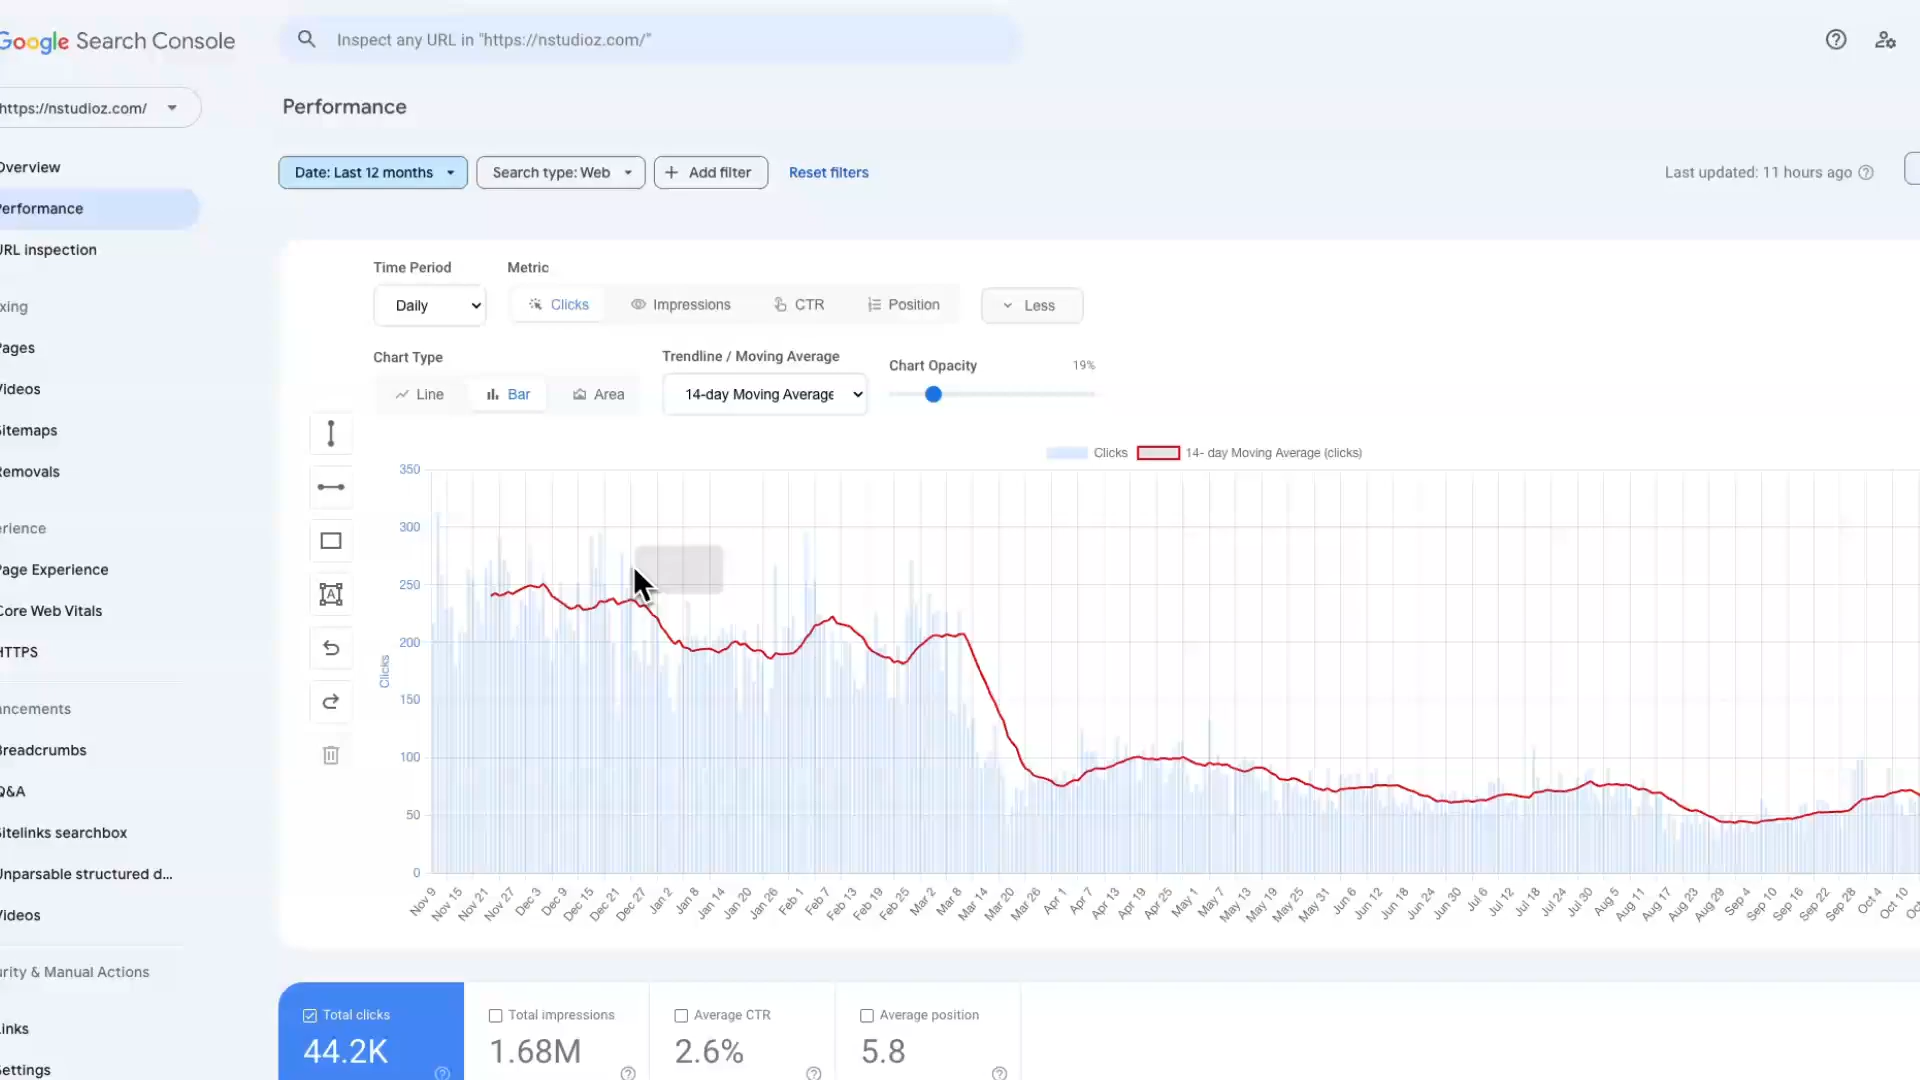 Google Search Console
Inspect any URL in "https://nstudioz.com/"
https://nstudioz.com/
Overview
Performance
URL inspection
xing
Pages
Videos
Sitemaps
Removals
erience
Page Experience
Core Web Vitals
HTTPS
ancements
Breadcrumbs
Q&A
Sitelinks searchbox
Unparsable structured d...
Videos
urity & Manual Actions
Links
Settings
Performance
Date: Last 12 months
Search type: Web
Add filter
Reset filters
Last updated: 11 hours ago
Time Period
Metric
Daily
Clicks
Impressions
CTR
Position
Less
Chart Type
Trendline / Moving Average
Chart Opacity
19%
Line
Bar
Area
14-day Moving Average
A
Clicks
14- day Moving Average (clicks)
350
300
250
200
150
100
50
0
Clicks
Nov 9
Nov 15
Nov 21
Nov 27
Dec 3
Dec 9
Dec 15
Dec 21
Dec 27
Jan 2
Jan 8
Jan 14
Jan 20
Jan 26
Feb 1
Feb 7
Feb 13
Feb 19
Feb 25
Mar 2
Mar 8
Mar 14
Mar 20
Mar 26
Apr 1
Apr 7
Apr 13
Apr 19
Apr 25
May 1
May 7
May 13
May 19
May 25
May 31
Jun 6
Jun 12
Jun 18
Jun 24
Jun 30
Jul 6
Jul 12
Jul 18
Jul 24
Jul 30
Aug 5
Aug 11
Aug 17
Aug 23
Aug 29
Sep 4
Sep 10
Sep 16
Sep 22
Sep 28
Oct 4
Oct 10
Total clicks
44.2K
Total impressions
1.68M
Average CTR
2.6%
Average position
5.8